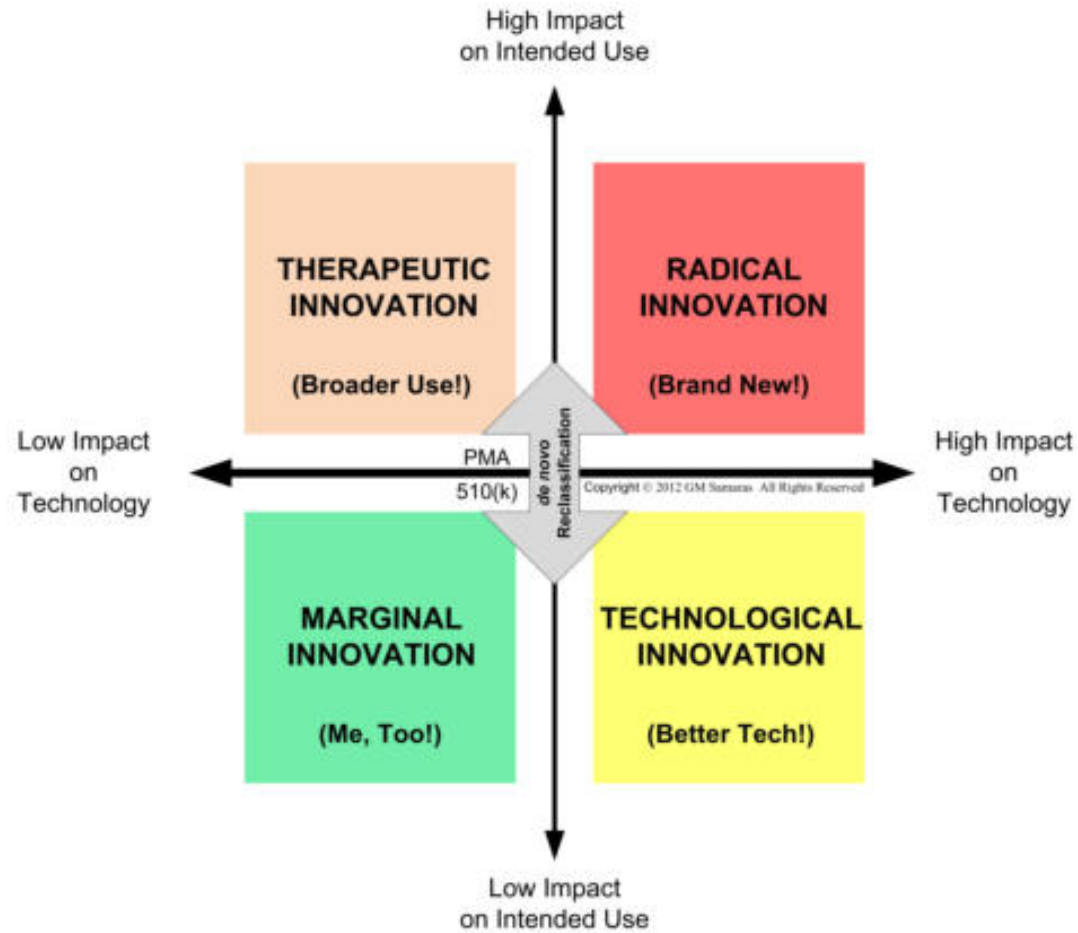 High Impact
on Intended Use
THERAPEUTIC
INNOVATION
(Broader Use!)
RADICAL
INNOVATION
(Brand New!)
Low Impact
on
Technology
PMA
510(k)
de novo
Reclassification
Copyright © 2012 GM Samaras All Rights Reserved
High Impact
on
Technology
MARGINAL
INNOVATION
(Me, Too!)
TECHNOLOGICAL
INNOVATION
(Better Tech!)
Low Impact
on Intended Use